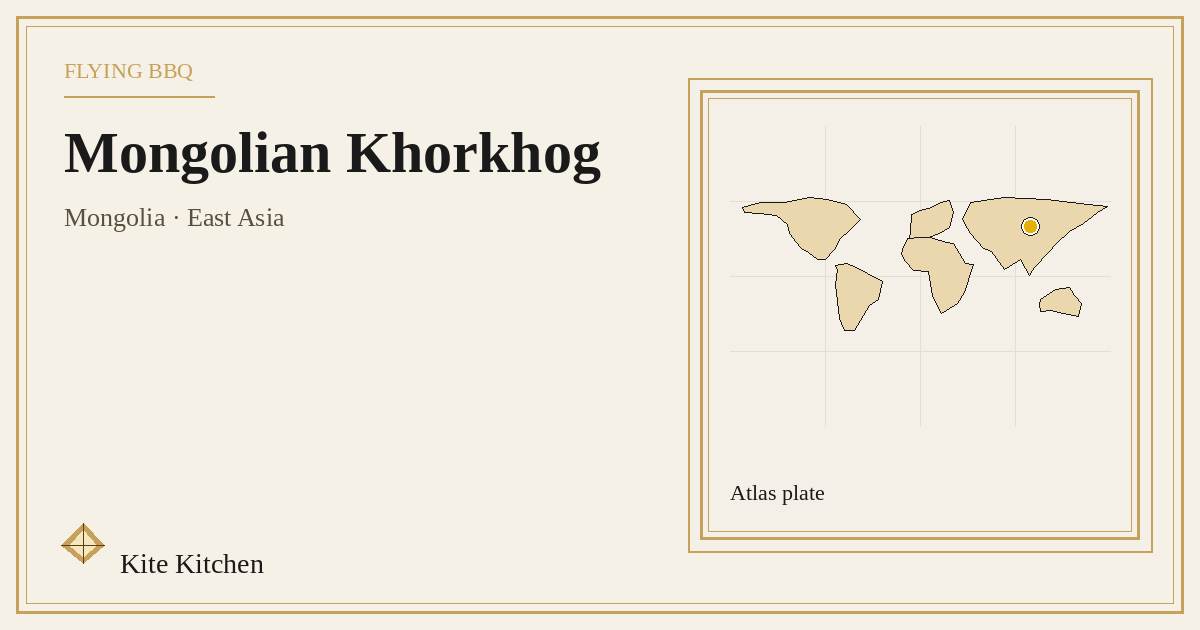 FLYING BBQ
Mongolian Khorkhog
Mongolia · East Asia
Atlas plate
Kite Kitchen